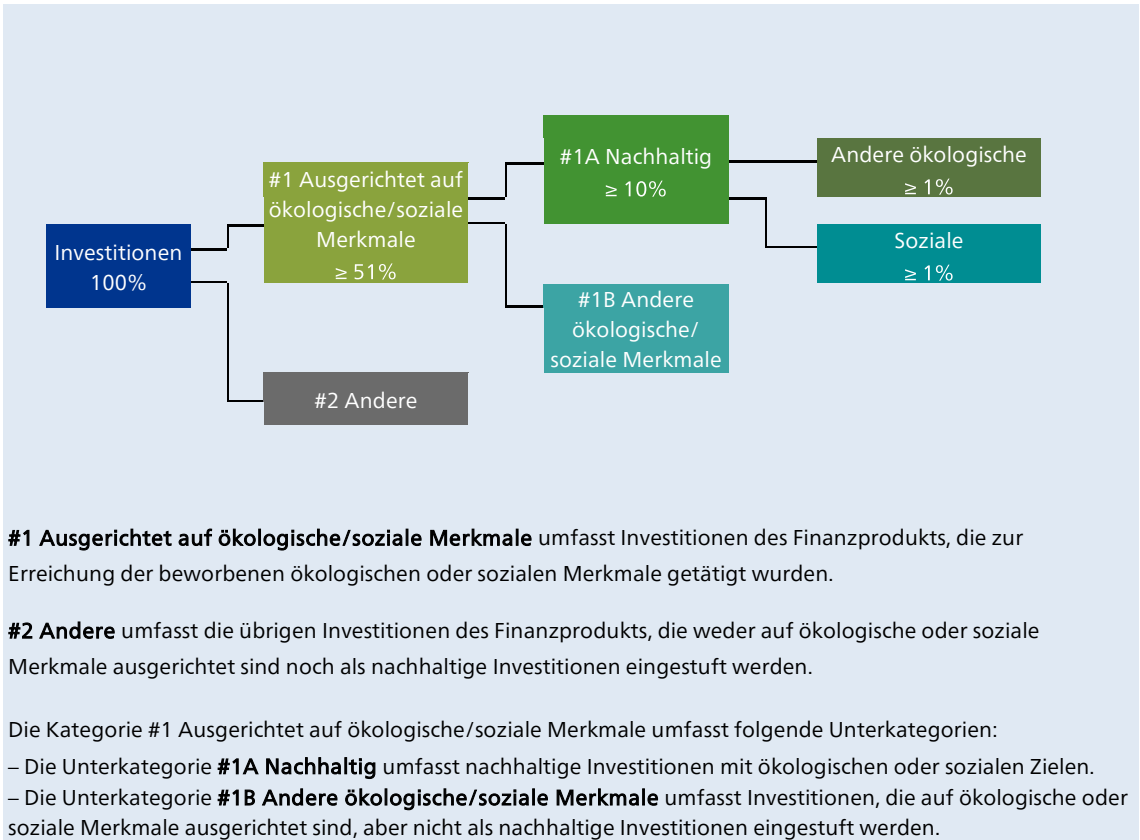 Investitionen
100%
#1 Ausgerichtet auf
ökologische/soziale
Merkmale
≥ 51%
#2 Andere
#1A Nachhaltig
≥ 10%
#1B Andere
ökologische/
soziale Merkmale
Andere ökologische
≥ 1%
Soziale
≥ 1%
#1 Ausgerichtet auf ökologische/soziale Merkmale umfasst Investitionen des Finanzprodukts, die zur
Erreichung der beworbenen ökologischen oder sozialen Merkmale getätigt wurden.
#2 Andere umfasst die übrigen Investitionen des Finanzprodukts, die weder auf ökologische oder soziale
Merkmale ausgerichtet sind noch als nachhaltige Investitionen eingestuft werden.
Die Kategorie #1 Ausgerichtet auf ökologische/soziale Merkmale umfasst folgende Unterkategorien:
– Die Unterkategorie #1A Nachhaltig umfasst nachhaltige Investitionen mit ökologischen oder sozialen Zielen.
– Die Unterkategorie #1B Andere ökologische/soziale Merkmale umfasst Investitionen, die auf ökologische oder
soziale Merkmale ausgerichtet sind, aber nicht als nachhaltige Investitionen eingestuft werden.